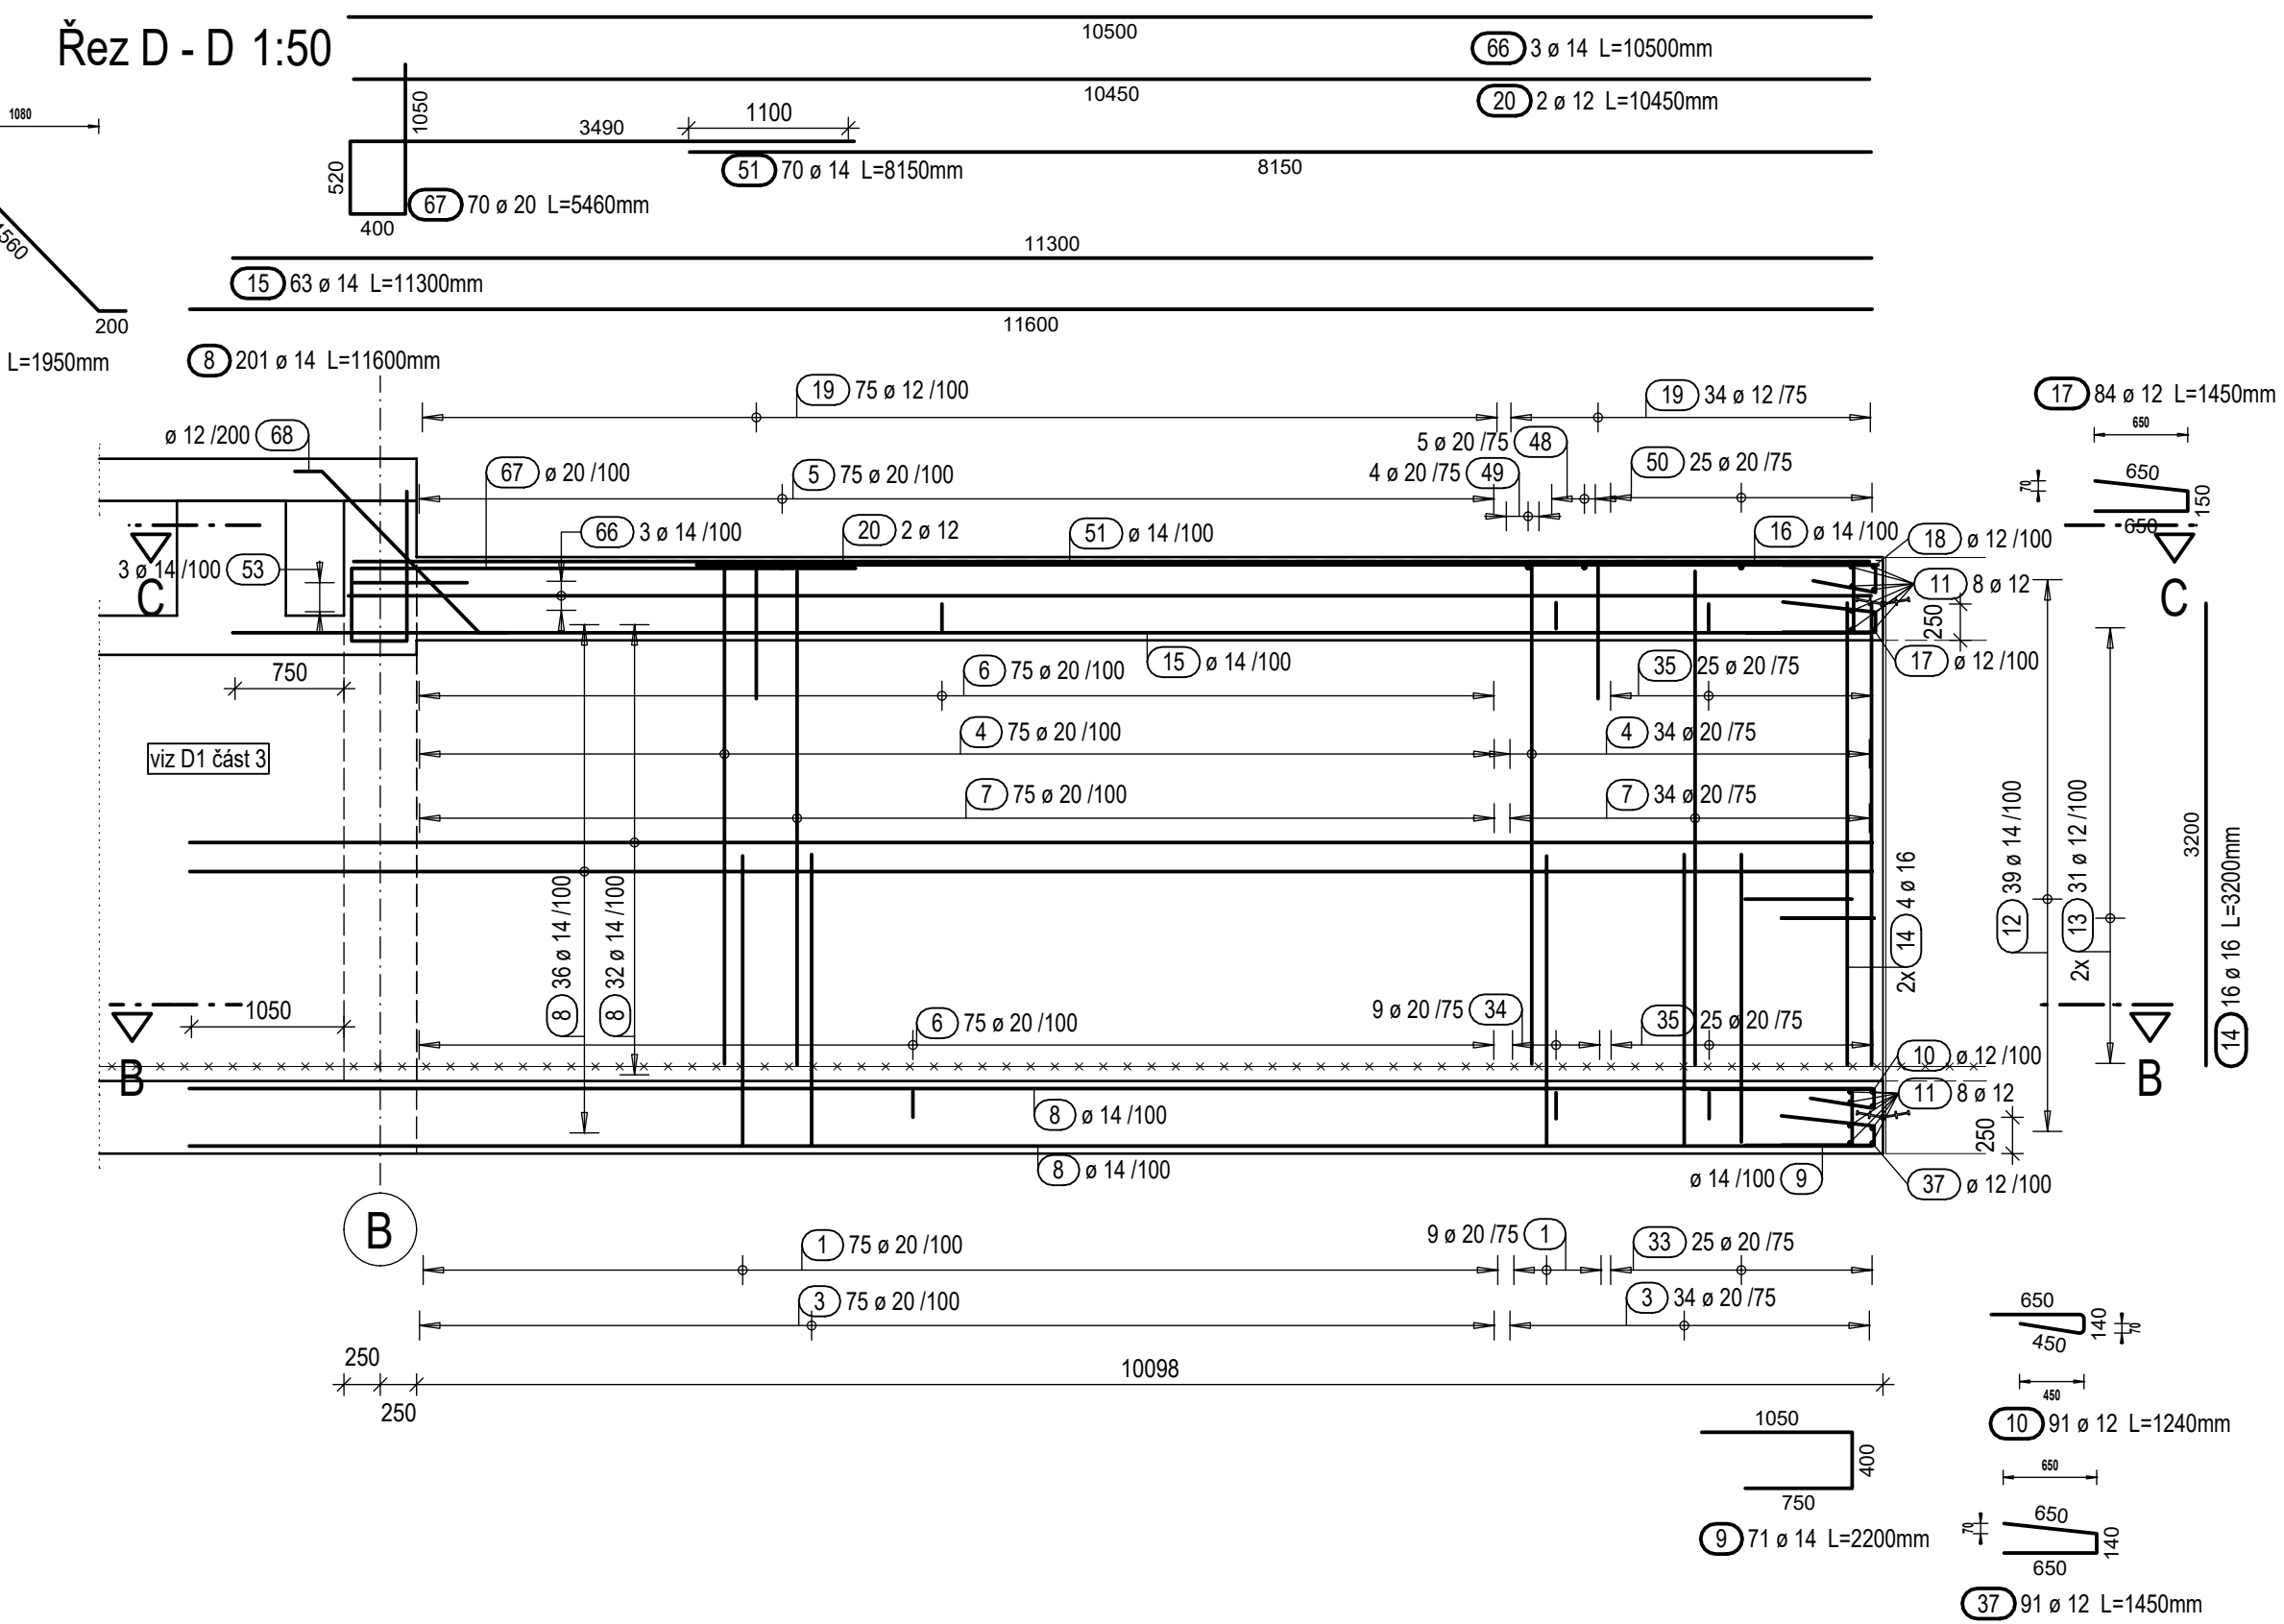 Řez D - D 1:50
10500
66 3 ø 14 L=10500mm
10450
20 2 ø 12 L=10450mm
1080
1050
3490
1100
51 70 ø 14 L=8150mm
8150
520
67 70 ø 20 L=5460mm
400
1560
200
11300
15 63 ø 14 L=11300mm
11600
L=1950mm
8 201 ø 14 L=11600mm
19 75 ø 12 /100
19 34 ø 12 /75
17 84 ø 12 L=1450mm
650
650
70
150
650
ø 12 /200 68
67 ø 20 /100
5 75 ø 20 /100
5 ø 20 /75 48
4 ø 20 /75 49
50 25 ø 20 /75
66 3 ø 14 /100
20 2 ø 12
51 ø 14 /100
16 ø 14 /100
18 ø 12 /100
3 ø 14 /100 53
C
C
11 8 ø 12
250
15 ø 14 /100
17 ø 12 /100
750
6 75 ø 20 /100
35 25 ø 20 /75
4 75 ø 20 /100
4 34 ø 20 /75
viz D1 část 3
7 75 ø 20 /100
7 34 ø 20 /75
8 36 ø 14 /100
8 32 ø 14 /100
2x 14 4 ø 16
12 39 ø 14 /100
2x 13 31 ø 12 /100
3200
14 16 ø 16 L=3200mm
1050
6 75 ø 20 /100
9 ø 20 /75 34
35 25 ø 20 /75
B
B
10 ø 12 /100
11 8 ø 12
250
8 ø 14 /100
8 ø 14 /100
ø 14 /100 9
37 ø 12 /100
B
1 75 ø 20 /100
9 ø 20 /75 1
33 25 ø 20 /75
3 75 ø 20 /100
3 34 ø 20 /75
250
250
10098
650
450
140
70
450
10 91 ø 12 L=1240mm
1050
400
750
9 71 ø 14 L=2200mm
650
70
650
140
650
37 91 ø 12 L=1450mm